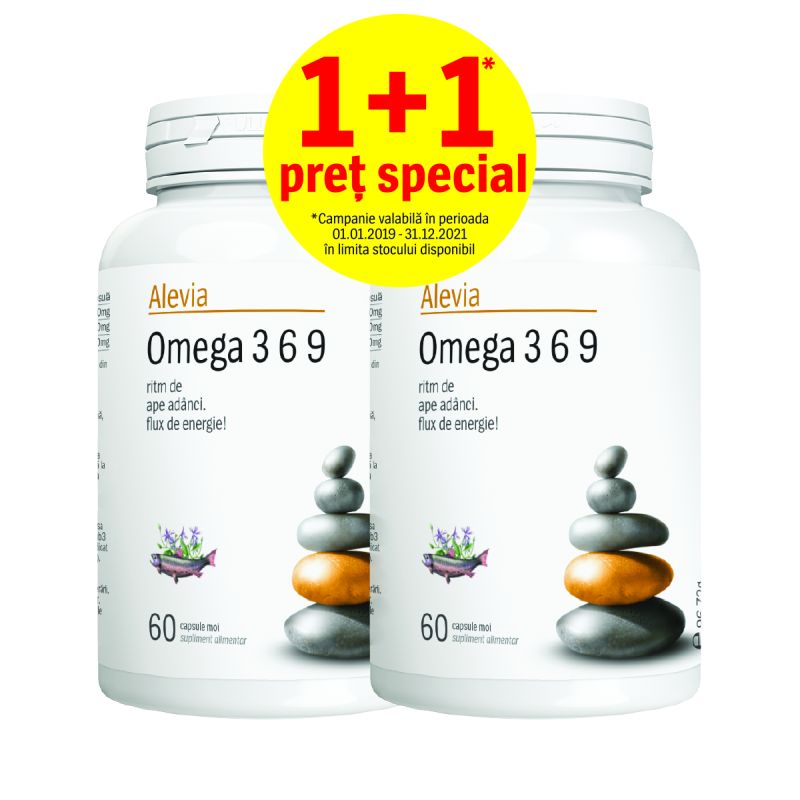 1+1*
preț special
*Campanie valabilă în perioada
01.01.2019 - 31.12.2021
în limita stocului disponibil
Alevia
Omega 3 6 9
ritm de
ape adânci.
flux de energie!
60 capsule moi
supliment alimentar
Alevia
Omega 3 6 9
ritm de
ape adânci.
flux de energie!
60 capsule moi
supliment alimentar